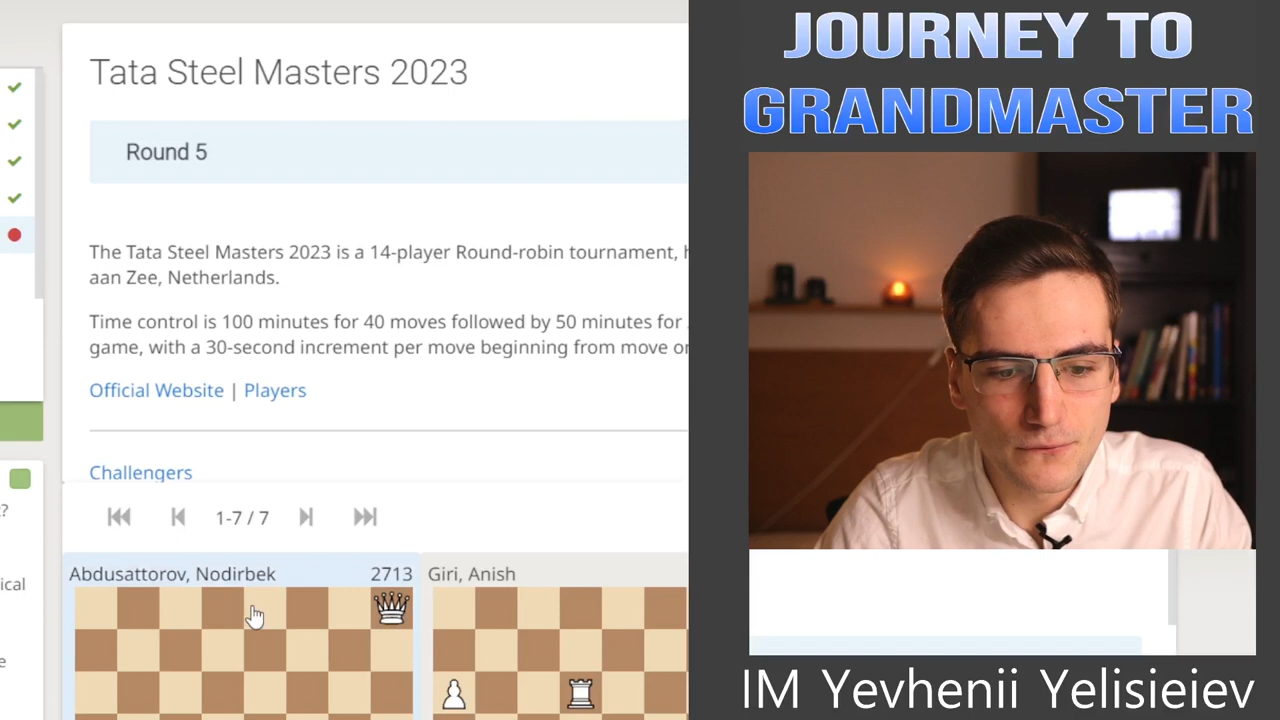 Tata Steel Masters 2023
Round 5
The Tata Steel Masters 2023 is a 14-player Round-robin tournament, h
aan Zee, Netherlands.
Time control is 100 minutes for 40 moves followed by 50 minutes for
game, with a 30-second increment per move beginning from move
Official Website | Players
Challengers
1-7 / 7
Abdusattorov, Nodirbek 2713
Giri, Anish
?
ical
e
JOURNEY TO
GRANDMASTER
IM Yevhenii Yelisieiev